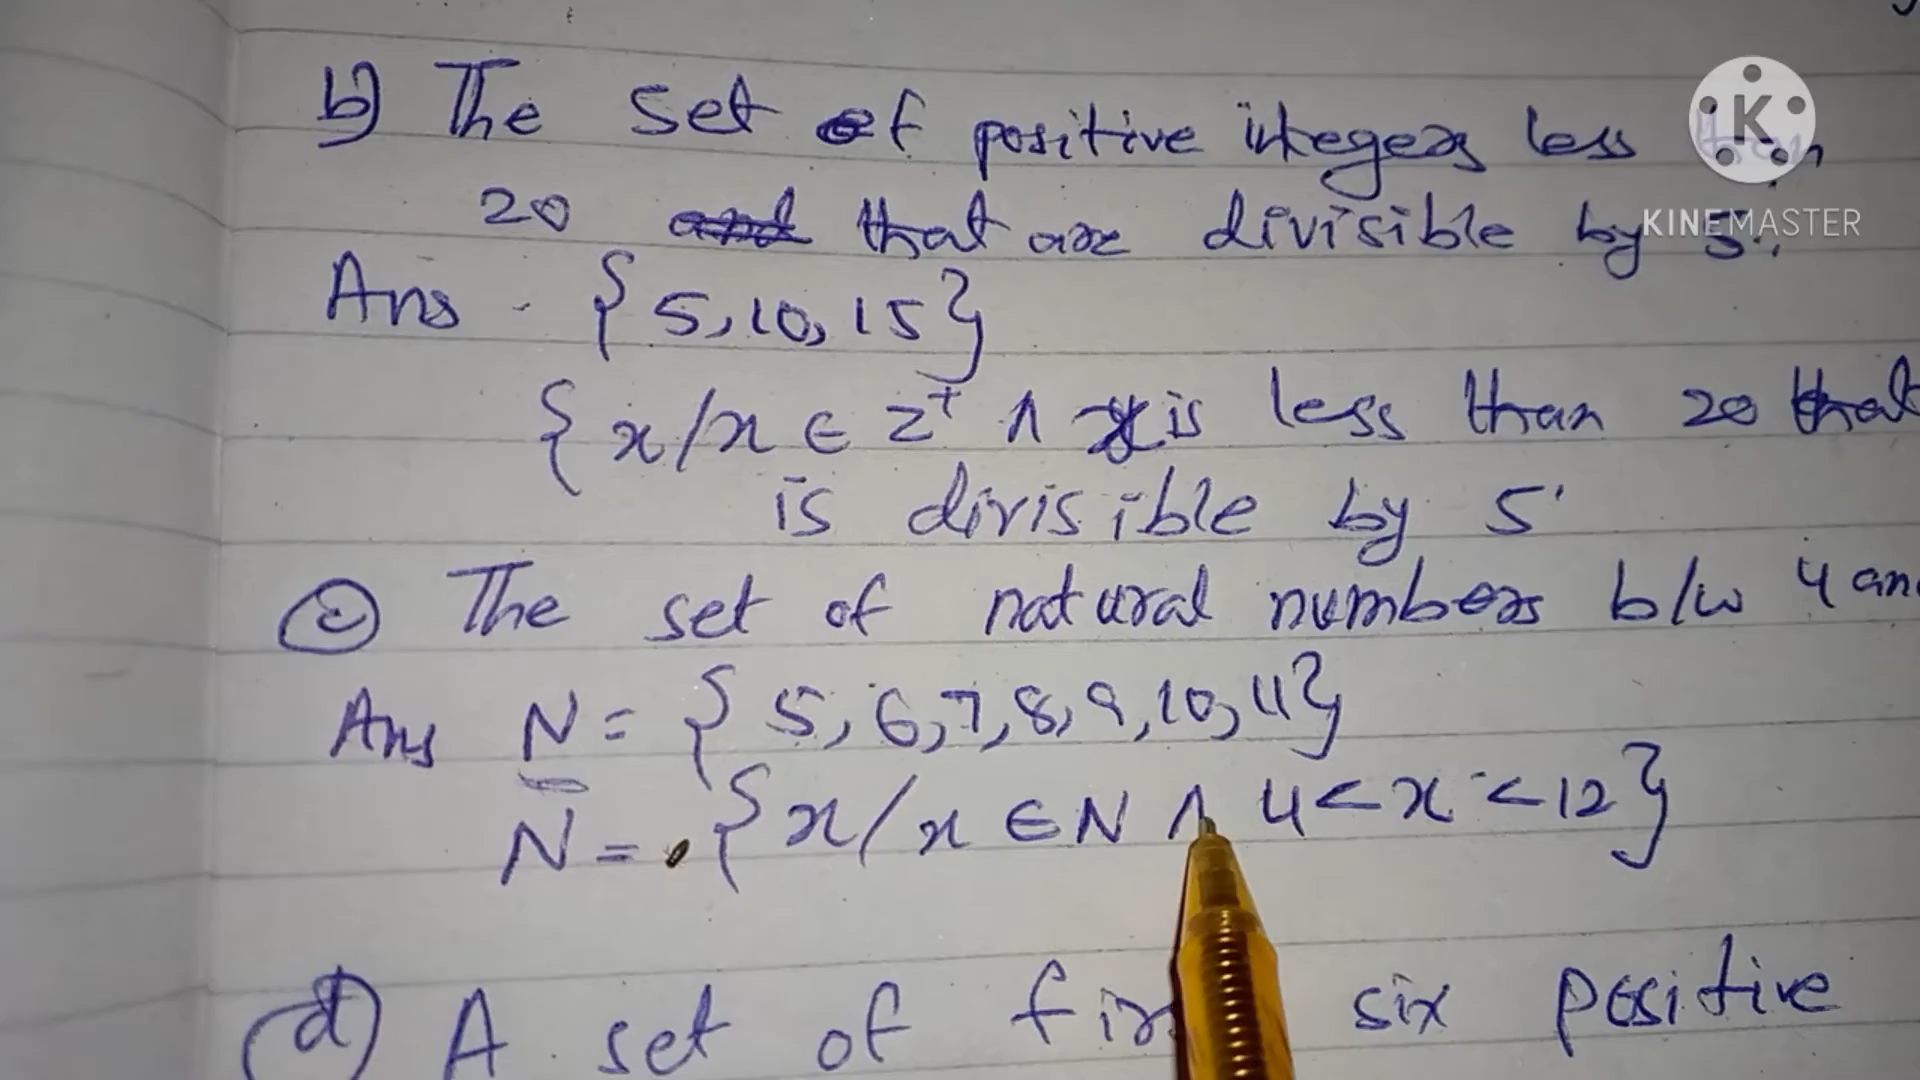 b) The set of positive integers less than
20 that are divisible by 5.
Ans - {5, 10, 15}
{x/x ∈ Z⁺ ∧ x is less than 20 that
is divisible by 5
c) The set of natural numbers b/w 4 and
Ans N = {5, 6, 7, 8, 9, 10, 11}
N = {x/x ∈ N ∧ 4 < x < 12}
d) A set of first six positive
K
KINEMASTER